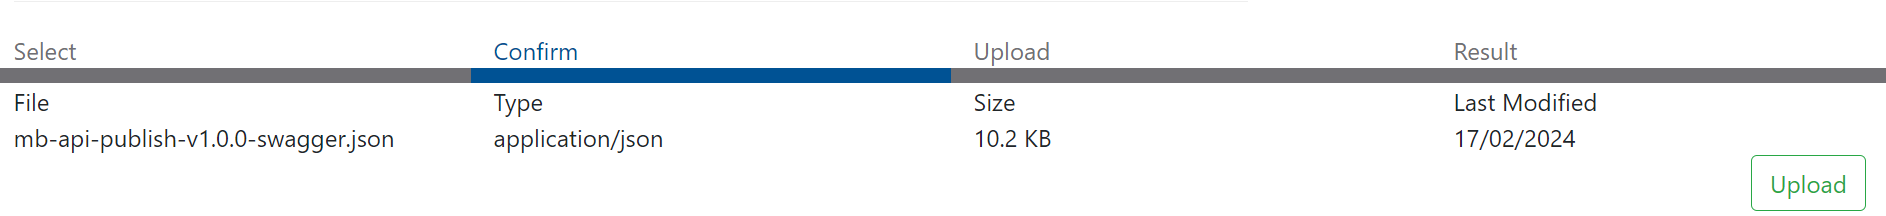 Select Confirm Upload Result
File Type Size Last Modified
mb-api-publish-v1.0.0-swagger.json application/json 10.2 KB 17/02/2024
Upload